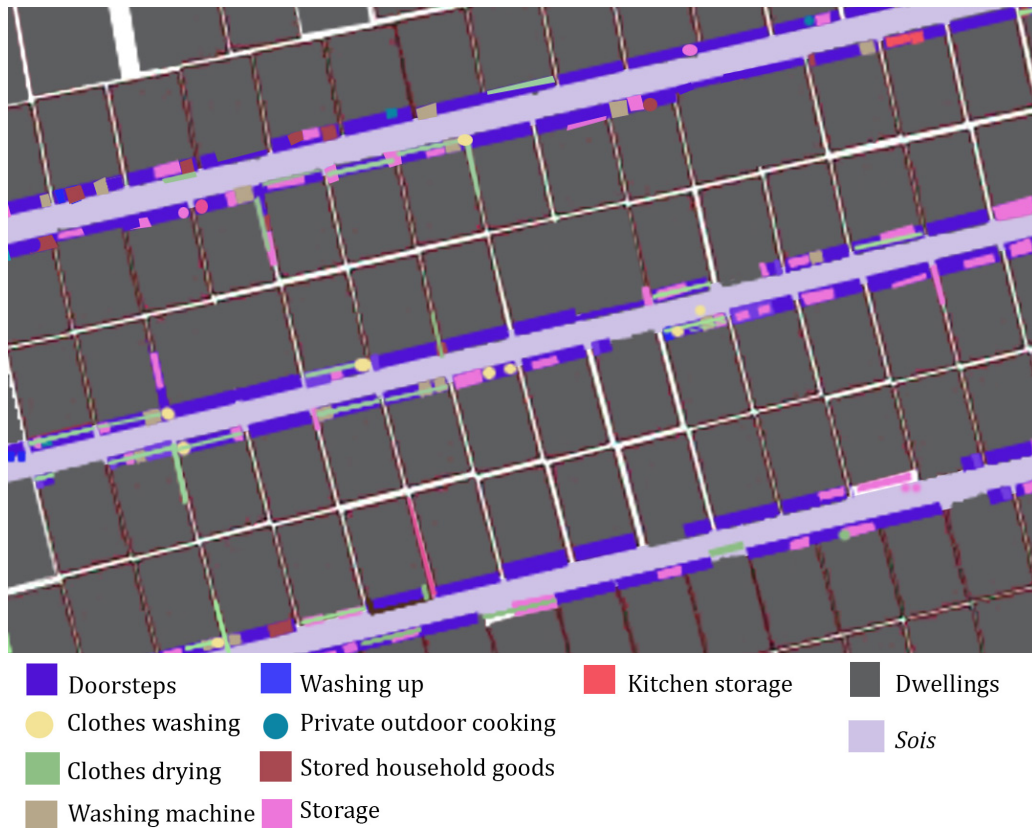 Doorsteps
Washing up
Kitchen storage
Dwellings
Clothes washing
Private outdoor cooking
Sois
Clothes drying
Stored household goods
Washing machine
Storage